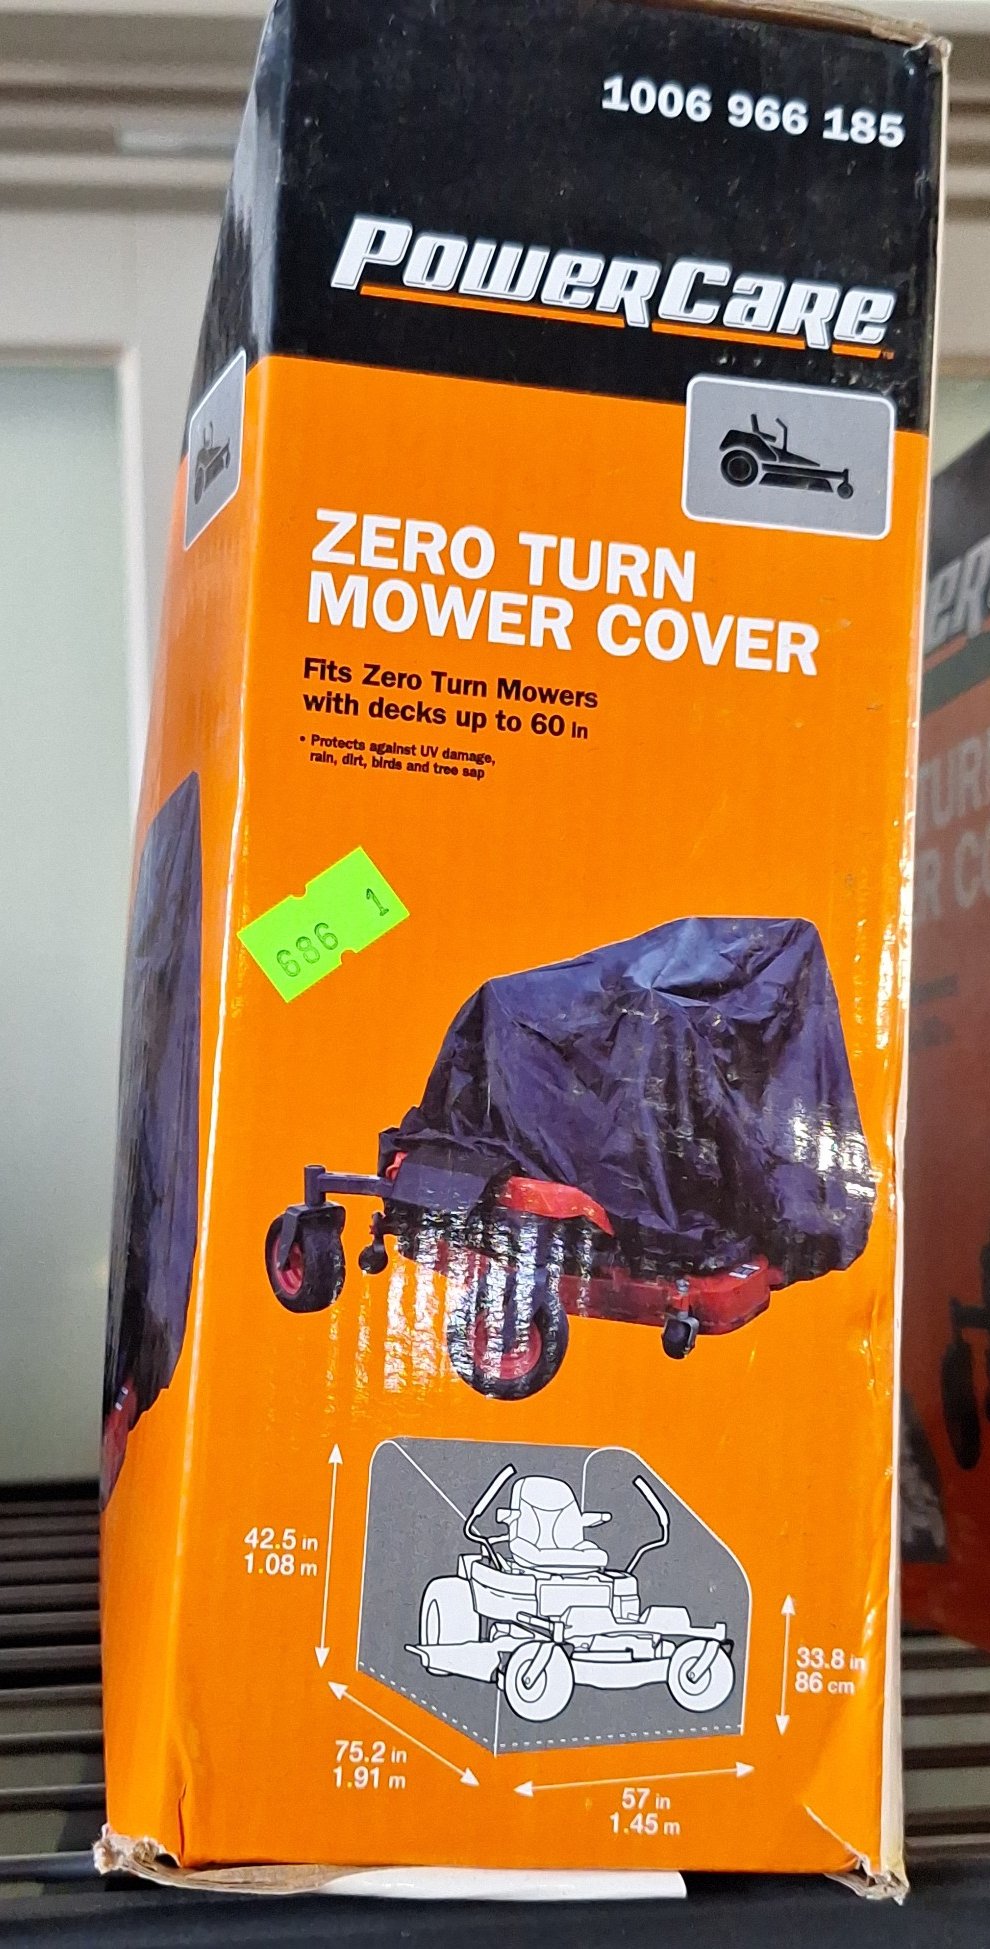 1006 966 185
PowerCare
ZERO TURN
MOWER COVER
Fits Zero Turn Mowers
with decks up to 60 in
• Protects against UV damage,
rain, dirt, birds and tree sap
686 1
42.5 in
1.08 m
33.8 in
86 cm
75.2 in
1.91 m
57 in
1.45 m